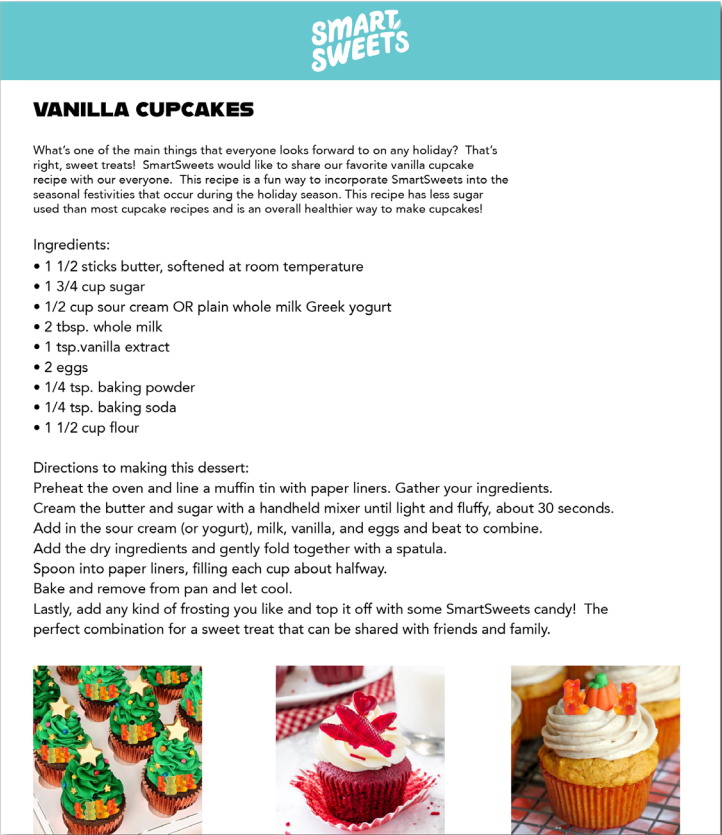 SMART
SWEETS
VANILLA CUPCAKES
What's one of the main things that everyone looks forward to on any holiday?  That's
right, sweet treats!  SmartSweets would like to share our favorite vanilla cupcake
recipe with our everyone.  This recipe is a fun way to incorporate SmartSweets into the
seasonal festivities that occur during the holiday season. This recipe has less sugar
used than most cupcake recipes and is an overall healthier way to make cupcakes!
Ingredients:
• 1 1/2 sticks butter, softened at room temperature
• 1 3/4 cup sugar
• 1/2 cup sour cream OR plain whole milk Greek yogurt
• 2 tbsp. whole milk
• 1 tsp.vanilla extract
• 2 eggs
• 1/4 tsp. baking powder
• 1/4 tsp. baking soda
• 1 1/2 cup flour
Directions to making this dessert:
Preheat the oven and line a muffin tin with paper liners. Gather your ingredients.
Cream the butter and sugar with a handheld mixer until light and fluffy, about 30 seconds.
Add in the sour cream (or yogurt), milk, vanilla, and eggs and beat to combine.
Add the dry ingredients and gently fold together with a spatula.
Spoon into paper liners, filling each cup about halfway.
Bake and remove from pan and let cool.
Lastly, add any kind of frosting you like and top it off with some SmartSweets candy!  The
perfect combination for a sweet treat that can be shared with friends and family.